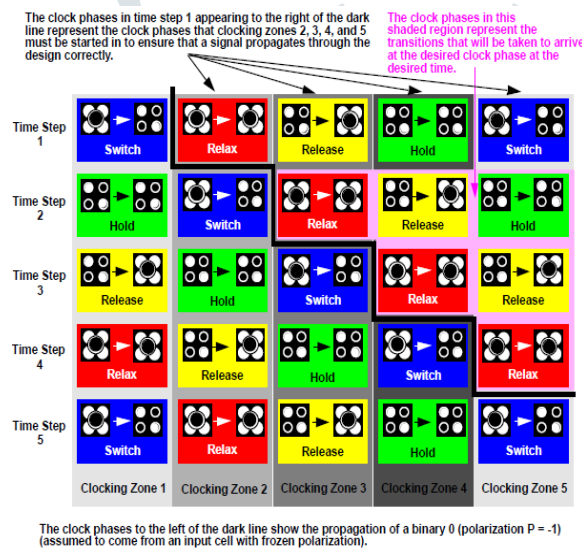 The clock phases in time step 1 appearing to the right of the dark
line represent the clock phases that clocking zones 2, 3, 4, and 5
must be started in to ensure that a signal propagates through the
design correctly.
The clock phases in this
shaded region represent the
transitions that will be taken to arrive
at the desired clock phase at the
desired time.
Time Step
1
Switch
Relax
Release
Hold
Switch
Time Step
2
Hold
Switch
Relax
Release
Hold
Time Step
3
Release
Hold
Switch
Relax
Release
Time Step
4
Relax
Release
Hold
Switch
Relax
Time Step
5
Switch
Relax
Release
Hold
Switch
Clocking Zone 1
Clocking Zone 2
Clocking Zone 3
Clocking Zone 4
Clocking Zone 5
The clock phases to the left of the dark line show the propagation of a binary 0 (polarization P = -1)
(assumed to come from an input cell with frozen polarization).